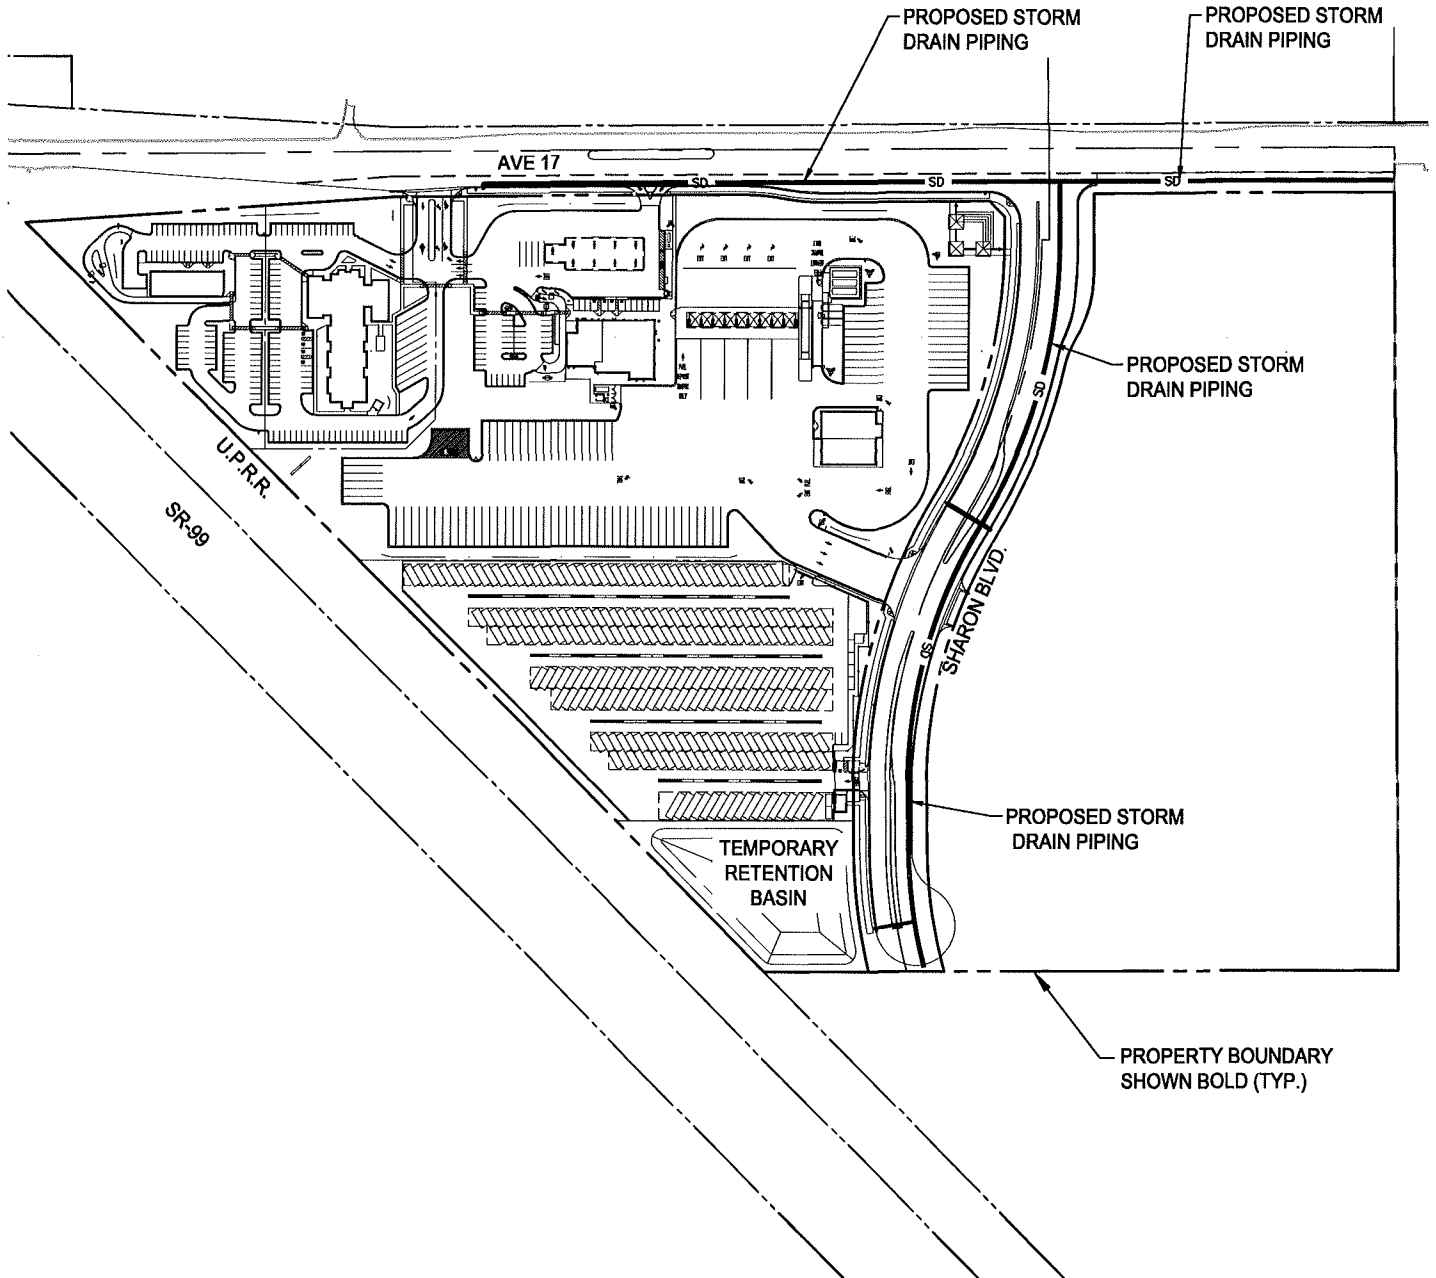 PROPOSED STORM
DRAIN PIPING
PROPOSED STORM
DRAIN PIPING
AVE 17
SD
SD
SD
PROPOSED STORM
DRAIN PIPING
SD
U.P.R.R.
SR-99
SHARON BLVD.
SD
PROPOSED STORM
DRAIN PIPING
TEMPORARY
RETENTION
BASIN
PROPERTY BOUNDARY
SHOWN BOLD (TYP.)